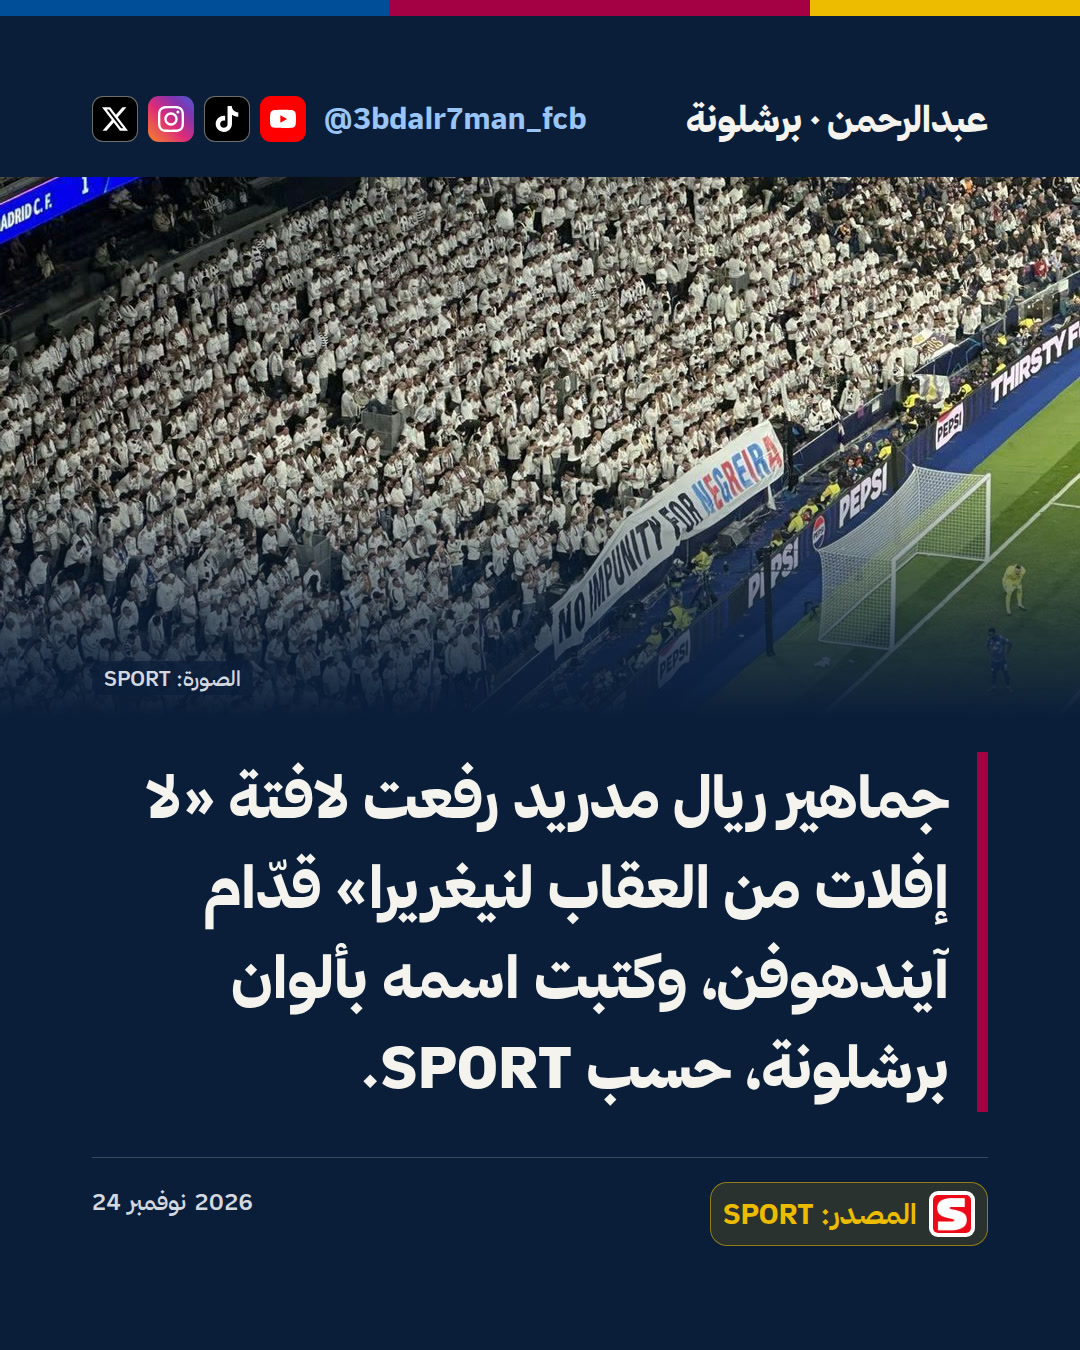 عبدالرحمن · برشلونة
@3bdalr7man_fcb
1
ADRID C. F.
THIRSTY F
PEPSI
PEPSI
PEPSI
PEPSI
NO IMPUNITY FOR NEGREIRA
الصورة: SPORT
جماهير ريال مدريد رفعت لافتة «لا
إفلات من العقاب لنيغريرا» قدّام
آيندهوفن، وكتبت اسمه بألوان
برشلونة، حسب SPORT.
S المصدر: SPORT
24 نوفمبر 2026